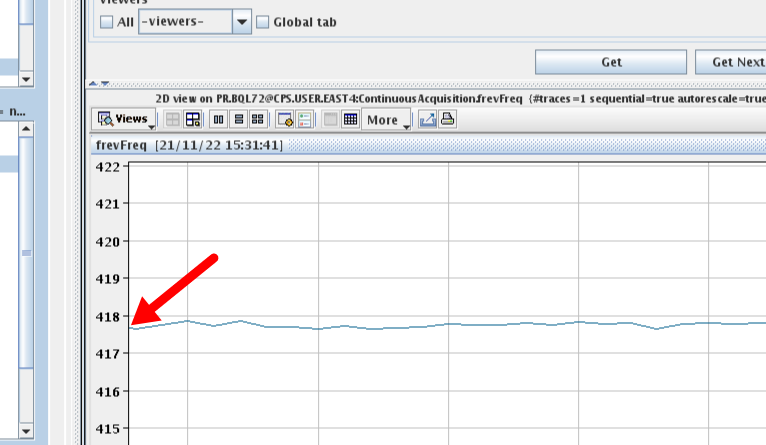 Viewers
All -viewers- Global tab
Get Get Next
= n...
2D view on PR.BQL72@CPS.USER.EAST4:ContinuousAcquisition.frevFreq (#traces=1 sequential=true autorescale=true
Views More
frevFreq [21/11/22 15:31:41]
422
421
420
419
418
417
416
415